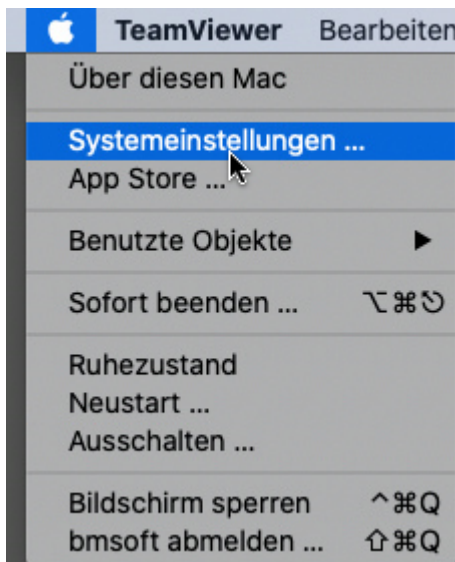 TeamViewer Bearbeiten
Über diesen Mac
Systemeinstellungen ...
App Store ...
Benutzte Objekte ▶
Sofort beenden ... ⌥⌘⎋
Ruhezustand
Neustart ...
Ausschalten ...
Bildschirm sperren ^⌘Q
bmsoft abmelden ... ⇧⌘Q